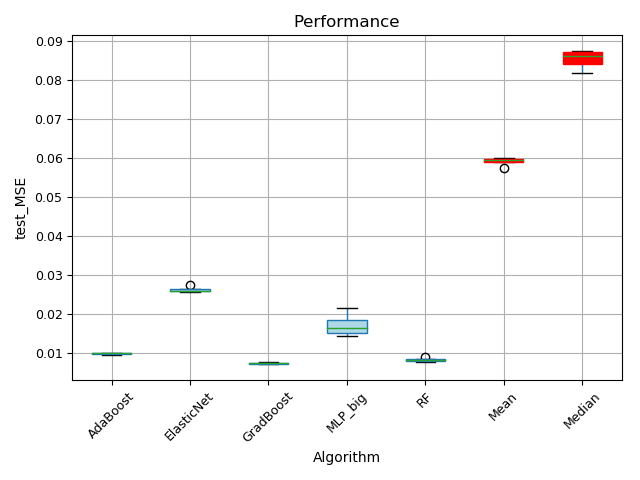 Performance
test_MSE
0.09
0.08
0.07
0.06
0.05
0.04
0.03
0.02
0.01
AdaBoost
ElasticNet
GradBoost
MLP_big
RF
Mean
Median
Algorithm